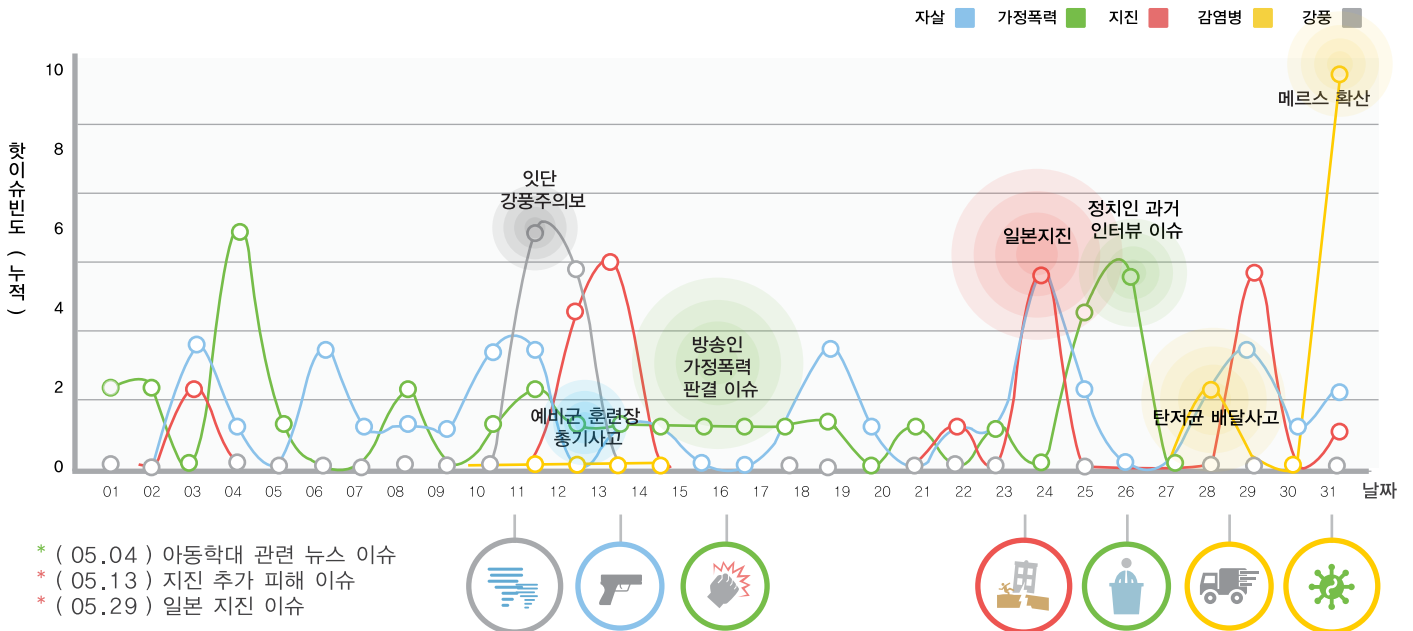 자살 가정폭력 지진 감염병 강풍
핫이슈빈도 (누적(
10
8
6
4
2
0
메르스 확산
잇단
강풍주의보
정치인 과거
인터뷰 이슈
일본지진
방송인
가정폭력
판결 이슈
예비군 훈련장
총기사고
탄저균 배달사고
01 02 03 04 05 06 07 08 09 10 11 12 13 14 15 16 17 18 19 20 21 22 23 24 25 26 27 28 29 30 31 날짜
* ( 05.04 ) 아동학대 관련 뉴스 이슈
* ( 05.13 ) 지진 추가 피해 이슈
* ( 05.29 ) 일본 지진 이슈